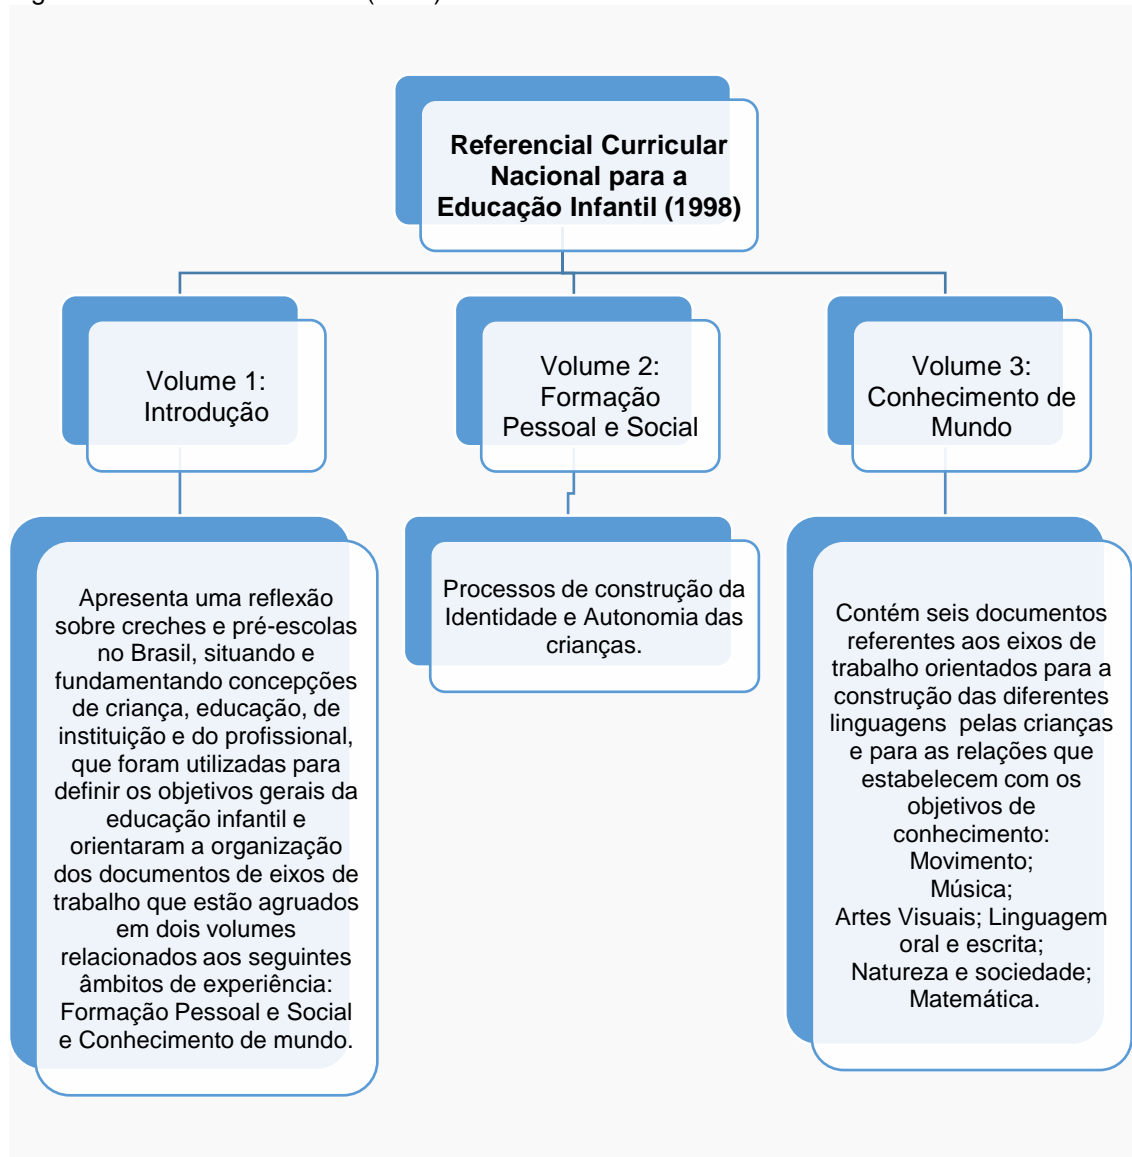 Referencial Curricular
Nacional para a
Educação Infantil (1998)
Volume 1:
Introdução
Volume 2:
Formação
Pessoal e Social
Volume 3:
Conhecimento de
Mundo
Apresenta uma reflexão
sobre creches e pré-escolas
no Brasil, situando e
fundamentando concepções
de criança, educação, de
instituição e do profissional,
que foram utilizadas para
definir os objetivos gerais da
educação infantil e
orientaram a organização
dos documentos de eixos de
trabalho que estão agruados
em dois volumes
relacionados aos seguintes
âmbitos de experiência:
Formação Pessoal e Social
e Conhecimento de mundo.
Processos de construção da
Identidade e Autonomia das
crianças.
Contém seis documentos
referentes aos eixos de
trabalho orientados para a
construção das diferentes
linguagens  pelas crianças
e para as relações que
estabelecem com os
objetivos de
conhecimento:
Movimento;
Música;
Artes Visuais; Linguagem
oral e escrita;
Natureza e sociedade;
Matemática.